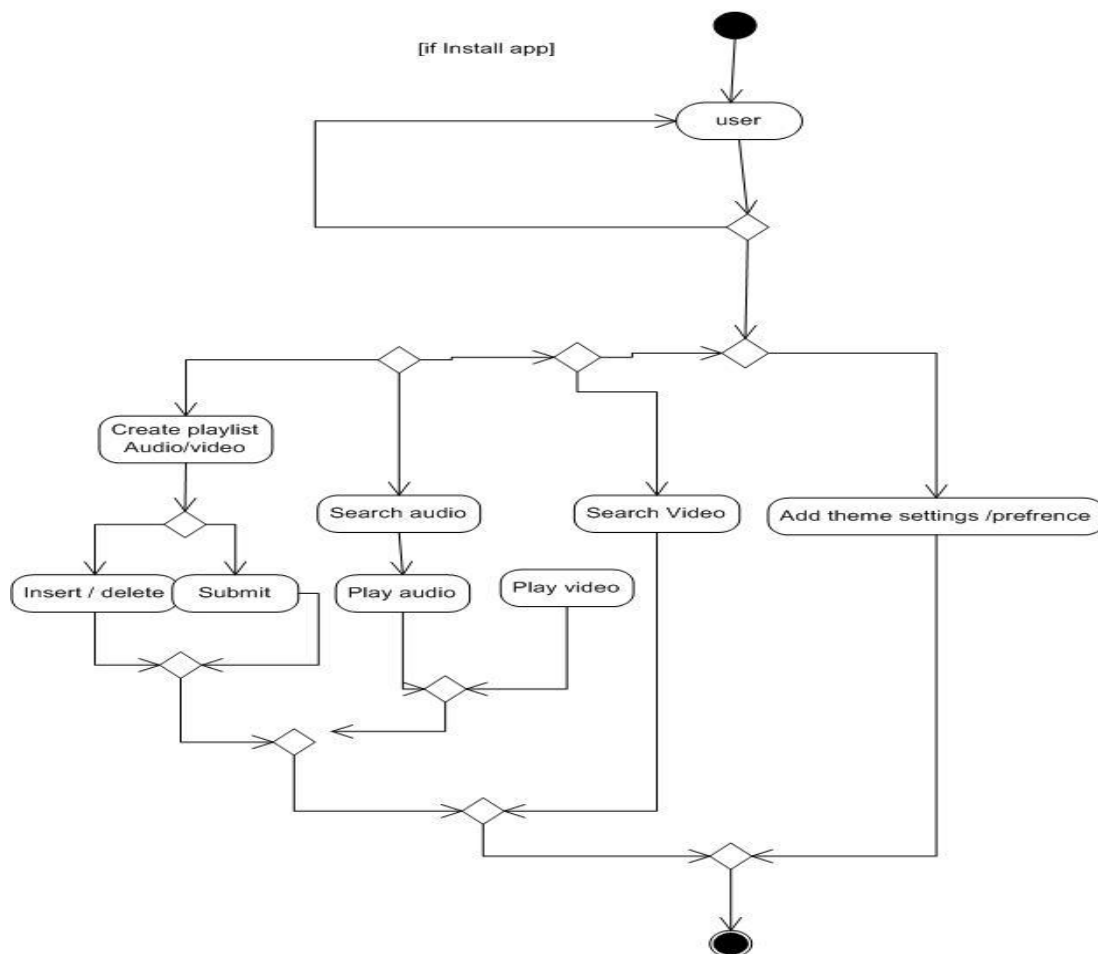 [if Install app]
user
Create playlist
Audio/video
Search audio
Search Video
Add theme settings /prefrence
Insert / delete
Submit
Play audio
Play video